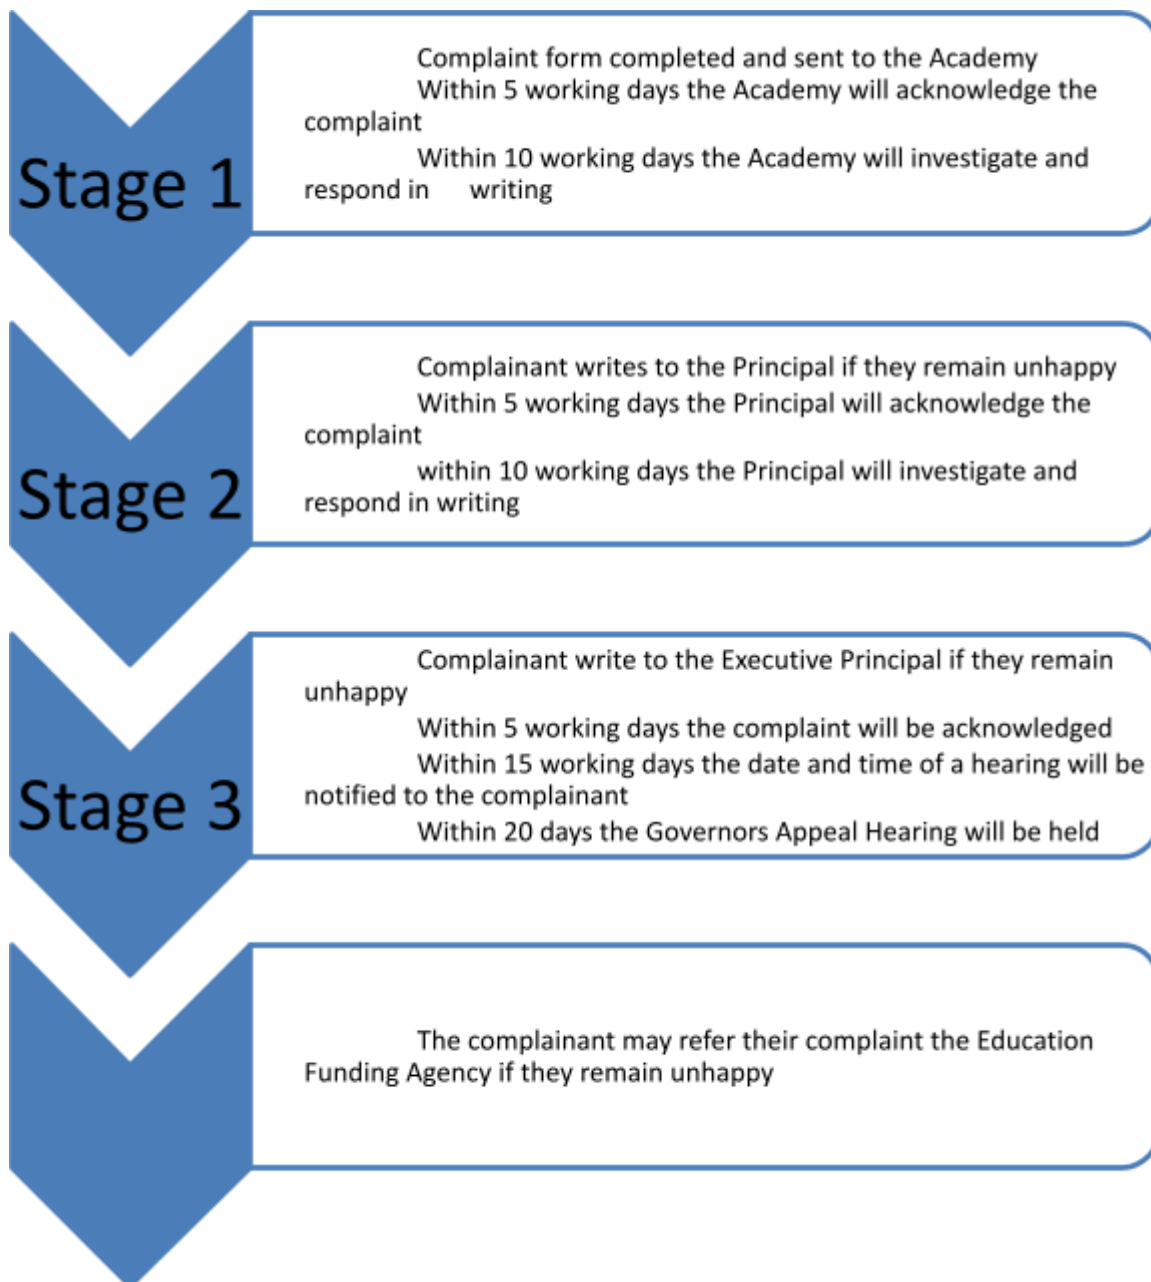 Stage 1
Complaint form completed and sent to the Academy
Within 5 working days the Academy will acknowledge the
complaint
Within 10 working days the Academy will investigate and
respond in writing
Stage 2
Complainant writes to the Principal if they remain unhappy
Within 5 working days the Principal will acknowledge the
complaint
within 10 working days the Principal will investigate and
respond in writing
Stage 3
Complainant write to the Executive Principal if they remain
unhappy
Within 5 working days the complaint will be acknowledged
Within 15 working days the date and time of a hearing will be
notified to the complainant
Within 20 days the Governors Appeal Hearing will be held
The complainant may refer their complaint the Education
Funding Agency if they remain unhappy